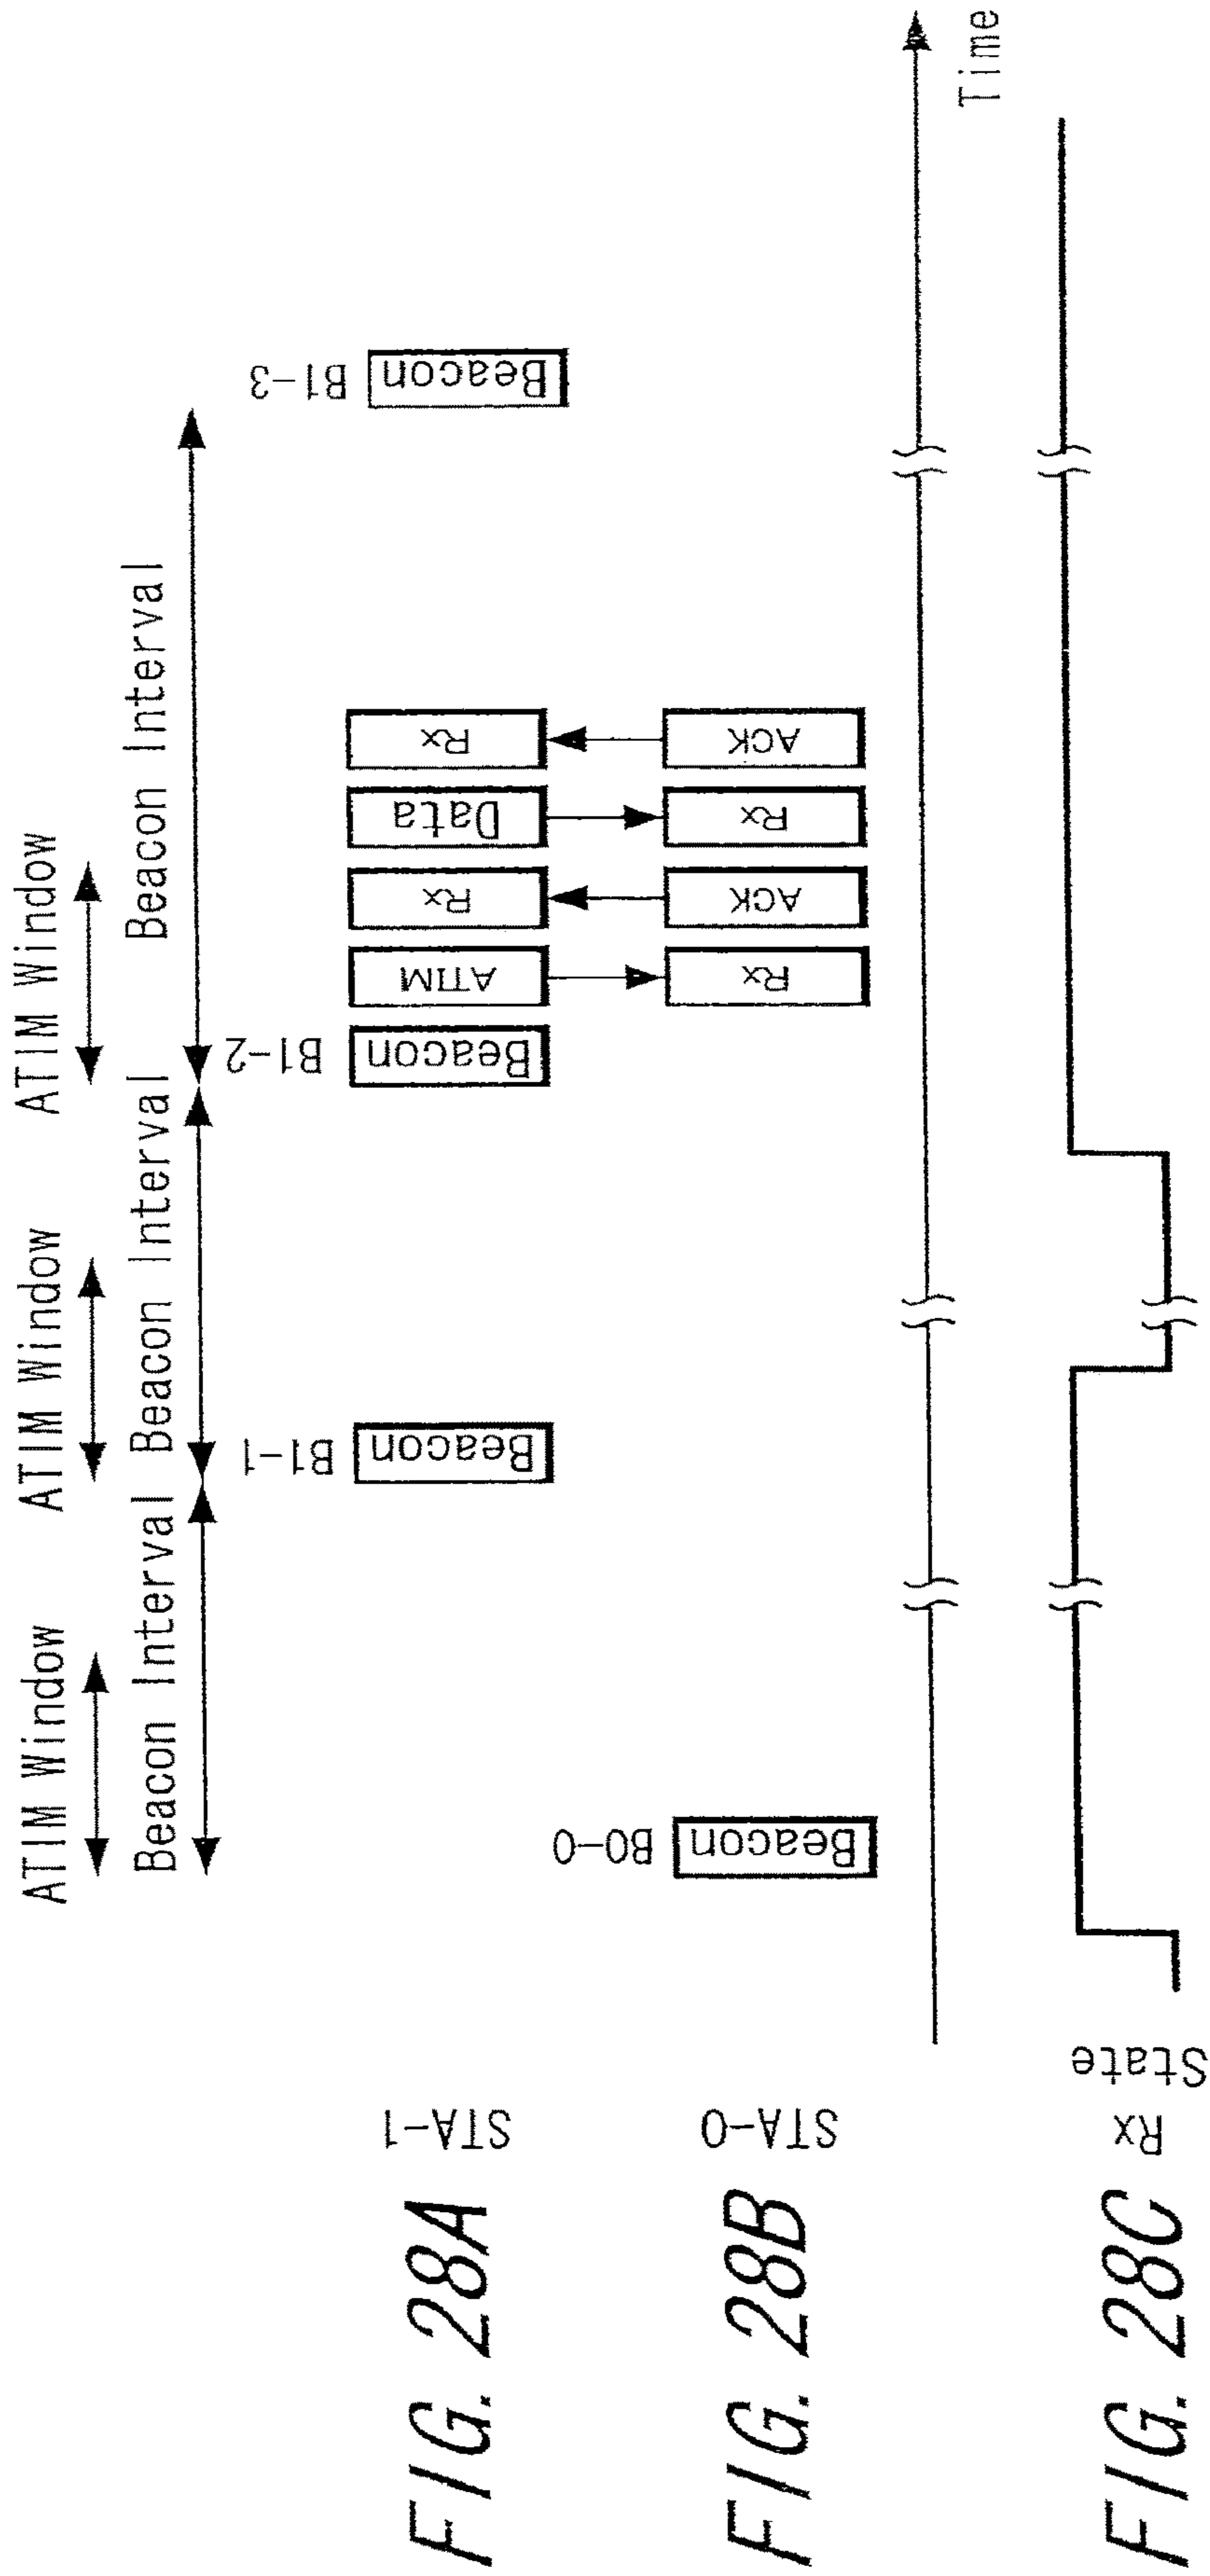 ATIM Window
ATIM Window
ATIM Window
Beacon Interval
Beacon Interval
Beacon Interval
FIG. 28A
STA-1
B1-1
Beacon
B1-2
Beacon
ATIM
Rx
Data
Rx
B1-3
Beacon
FIG. 28B
STA-0
B0-0
Beacon
Rx
ACK
Rx
ACK
Time
FIG. 28C
Rx
State